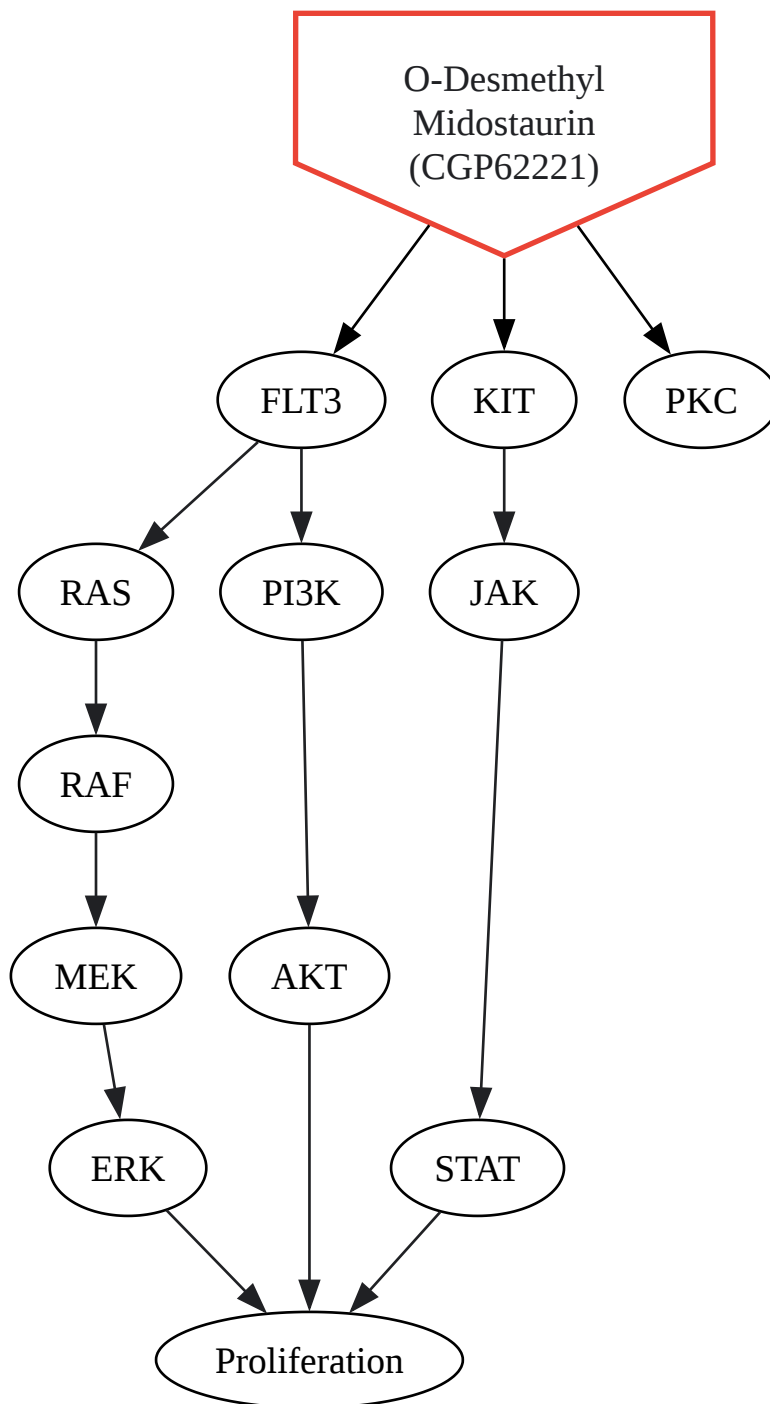 O-Desmethyl
Midostaurin
(CGP62221)
FLT3
KIT
PKC
RAS
PI3K
JAK
RAF
MEK
AKT
ERK
STAT
Proliferation